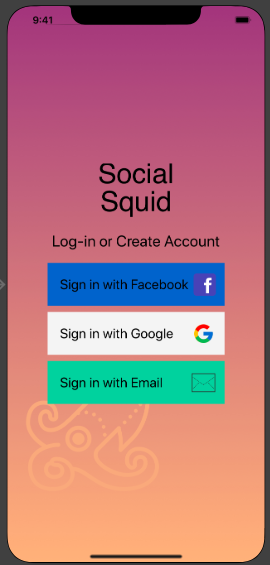 9:41
Social
Squid
Log-in or Create Account
Sign in with Facebook f
Sign in with Google G
Sign in with Email